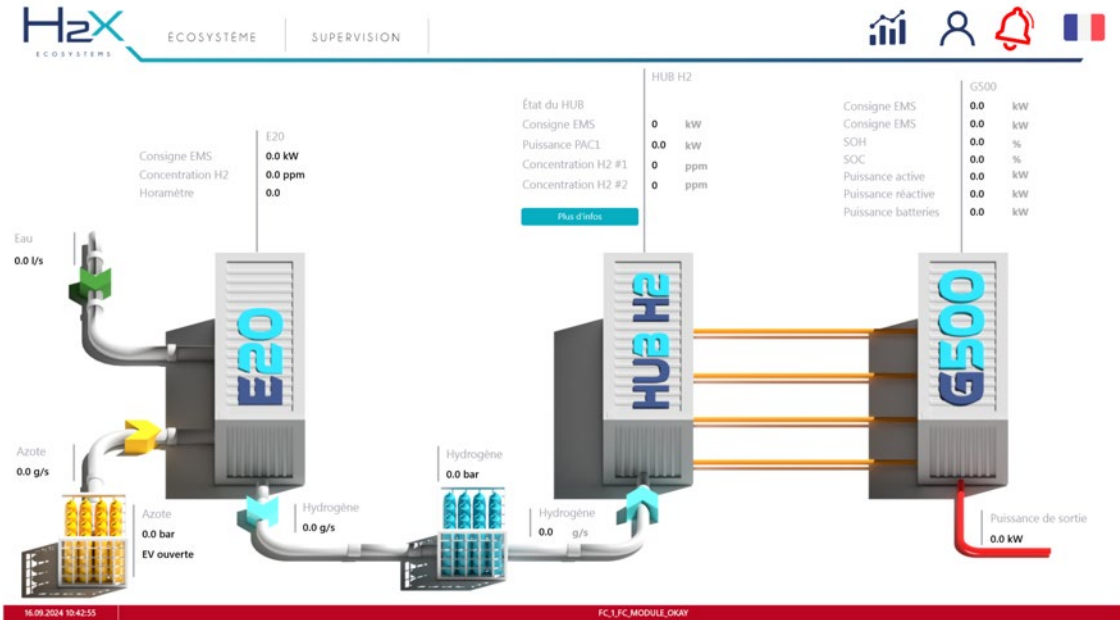 H2X
ECOSYSTEMS
ÉCOSYSTÈME
SUPERVISION
HUB H2
État du HUB
Consigne EMS 0 kW
Puissance PAC1 0.0 kW
Concentration H2 #1 0 ppm
Concentration H2 #2 0 ppm
Plus d'infos
G500
Consigne EMS 0.0 kW
Consigne EMS 0.0 kW
SOH 0.0 %
SOC 0.0 %
Puissance active 0.0 kW
Puissance réactive 0.0 kW
Puissance batteries 0.0 kW
E20
Consigne EMS 0.0 kW
Concentration H2 0.0 ppm
Horamètre 0.0
Eau
0.0 l/s
E20
HUB H2
G500
Azote
0.0 g/s
Azote
0.0 bar
EV ouverte
Hydrogène
0.0 g/s
Hydrogène
0.0 bar
Hydrogène
0.0 g/s
Puissance de sortie
0.0 kW
16.09.2024 10:42:55
FC_1_FC_MODULE_OKAY